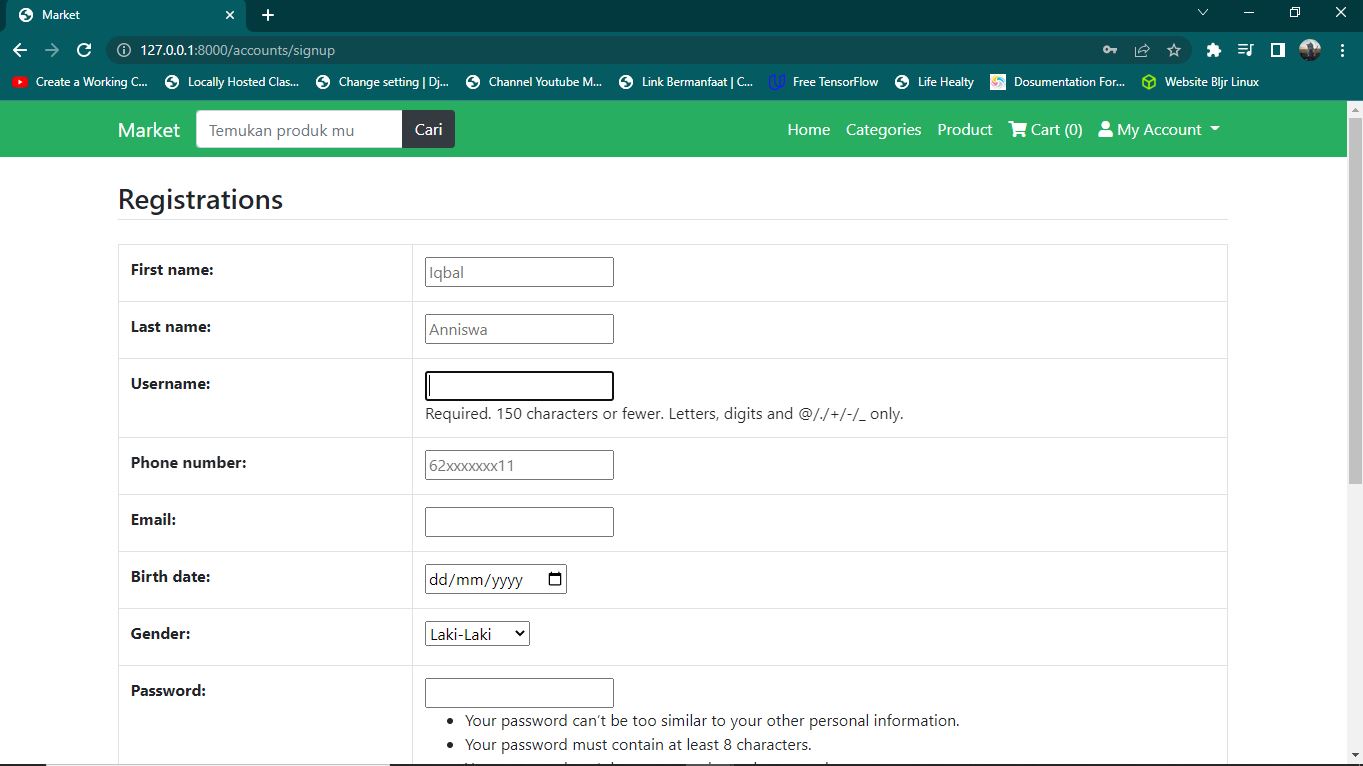 Market
127.0.0.1:8000/accounts/signup
Create a Working C... Locally Hosted Clas... Change setting | Dj... Channel Youtube M... Link Bermanfaat | C... Free TensorFlow Life Healty Dosumentation For... Website Bljr Linux
Market Temukan produk mu Cari Home Categories Product Cart (0) My Account
Registrations
First name: Iqbal
Last name: Anniswa
Username:
Required. 150 characters or fewer. Letters, digits and @/./+/-/_ only.
Phone number: 62xxxxxxx11
Email:
Birth date: dd/mm/yyyy
Gender: Laki-Laki
Password:
Your password can't be too similar to your other personal information.
Your password must contain at least 8 characters.